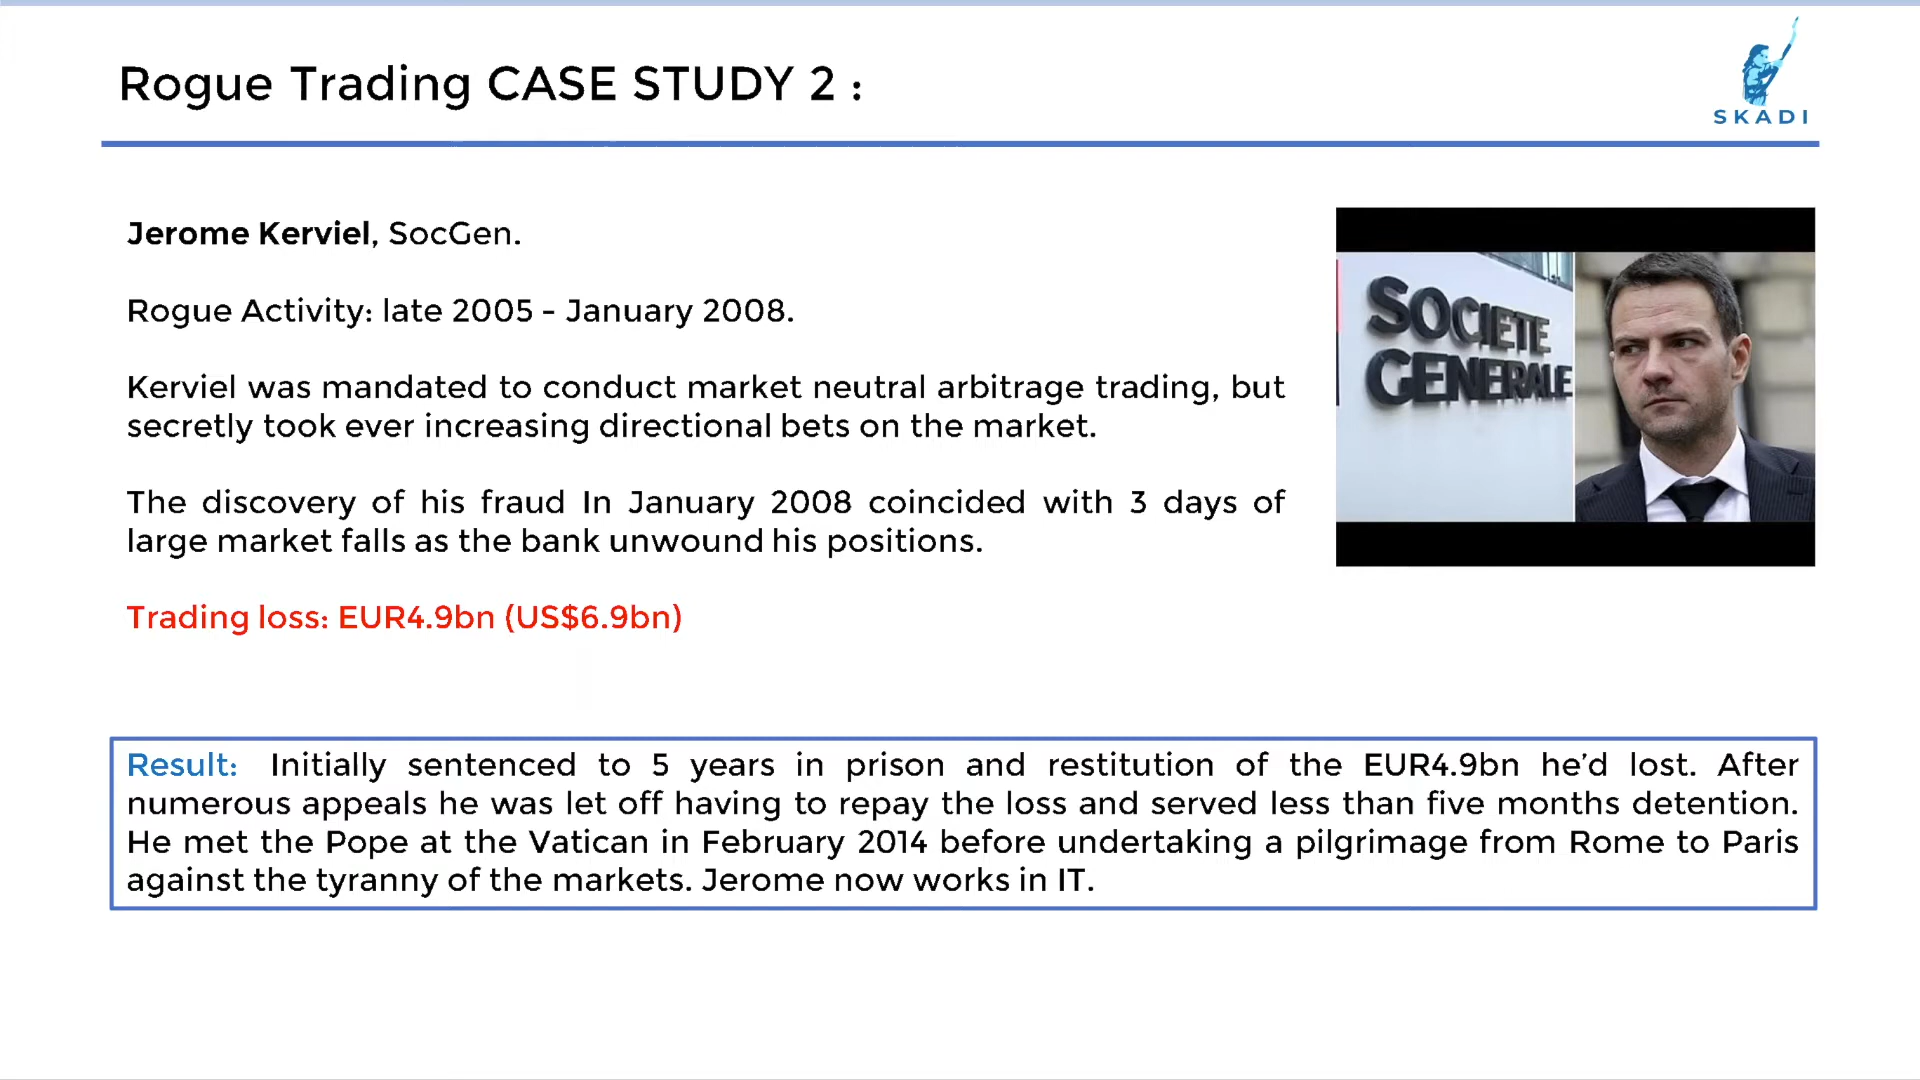 Rogue Trading CASE STUDY 2 :
SKADI
Jerome Kerviel, SocGen.
Rogue Activity: late 2005 - January 2008.
Kerviel was mandated to conduct market neutral arbitrage trading, but
secretly took ever increasing directional bets on the market.
The discovery of his fraud In January 2008 coincided with 3 days of
large market falls as the bank unwound his positions.
Trading loss: EUR4.9bn (US$6.9bn)
SOCIETE
GENERALE
Result: Initially sentenced to 5 years in prison and restitution of the EUR4.9bn he’d lost. After
numerous appeals he was let off having to repay the loss and served less than five months detention.
He met the Pope at the Vatican in February 2014 before undertaking a pilgrimage from Rome to Paris
against the tyranny of the markets. Jerome now works in IT.